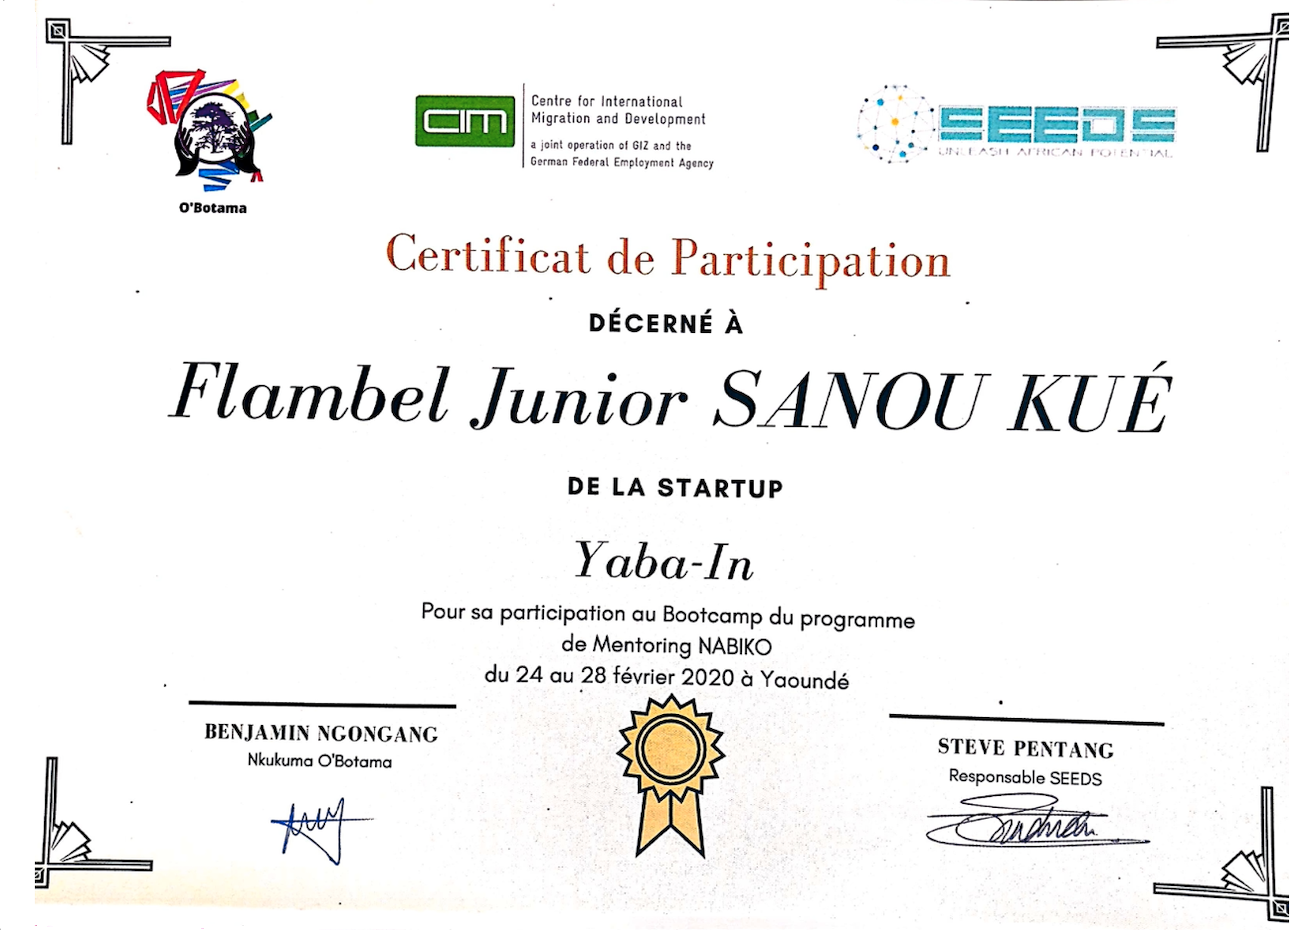 O'Botama
CIM
Centre for International
Migration and Development
a joint operation of GIZ and the
German Federal Employment Agency
SEEDS
UNLEASH AFRICAN POTENTIAL
Certificat de Participation
DÉCERNÉ À
Flambel Junior SANOU KUÉ
DE LA STARTUP
Yaba-In
Pour sa participation au Bootcamp du programme
de Mentoring NABIKO
du 24 au 28 février 2020 à Yaoundé
BENJAMIN NGONGANG
Nkukuma O'Botama
STEVE PENTANG
Responsable SEEDS